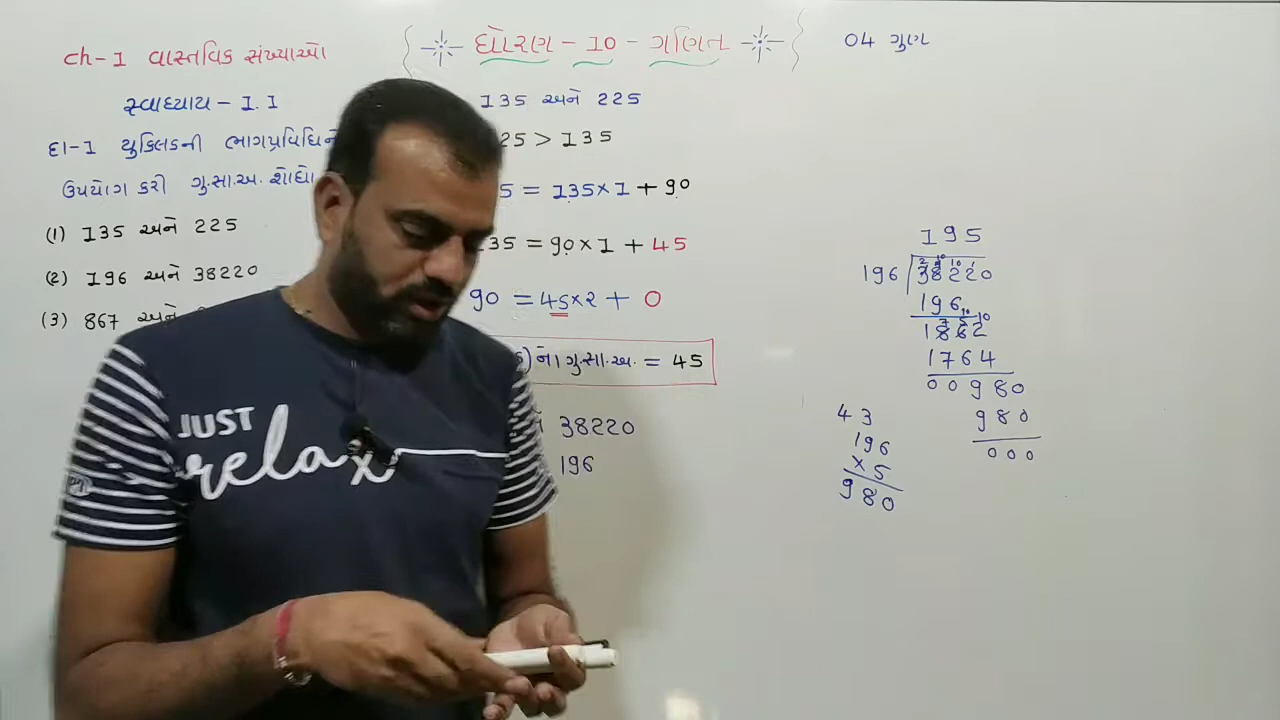 ch-1 વાસ્તવિક સંખ્યાઓ
ધોરણ - 10 - ગણિત
04 ગુણ
સ્વાધ્યાય - 1.1
દા-1 યુક્લિડની ભાગપ્રવિધિનો
ઉપયોગ કરી ગુ.સા.અ. શોધો
(1) 135 અને 225
(2) 196 અને 38220
(3) 867 અને
135 અને 225
25 > 135
5 = 135 x 1 + 90
135 = 90 x 1 + 45
90 = 45 x 2 + 0
નો ગુ.સા.અ. = 45
38220
196
JUST
relax
195
196 38220
196
1862
1764
00980
980
000
43
196
x 5
980